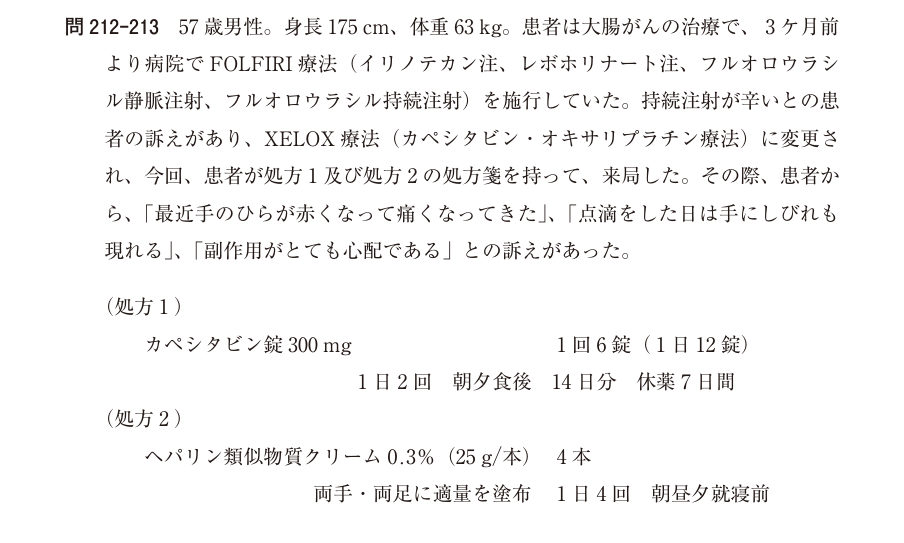 問 212-213　57 歳男性。身長 175 cm、体重 63 kg。患者は大腸がんの治療で、3ケ月前
より病院で FOLFIRI 療法（イリノテカン注、レボホリナート注、フルオロウラシ
ル静脈注射、フルオロウラシル持続注射）を施行していた。持続注射が辛いとの患
者の訴えがあり、XELOX 療法（カペシタビン・オキサリプラチン療法）に変更さ
れ、今回、患者が処方1及び処方2の処方箋を持って、来局した。その際、患者か
ら、「最近手のひらが赤くなって痛くなってきた」、「点滴をした日は手にしびれも
現れる」、「副作用がとても心配である」との訴えがあった。
（処方1）
カペシタビン錠 300 mg　1回6錠（1日12錠）
1日2回　朝夕食後　14日分　休薬7日間
（処方2）
ヘパリン類似物質クリーム 0.3％（25 g/本）　4本
両手・両足に適量を塗布　1日4回　朝昼夕就寝前